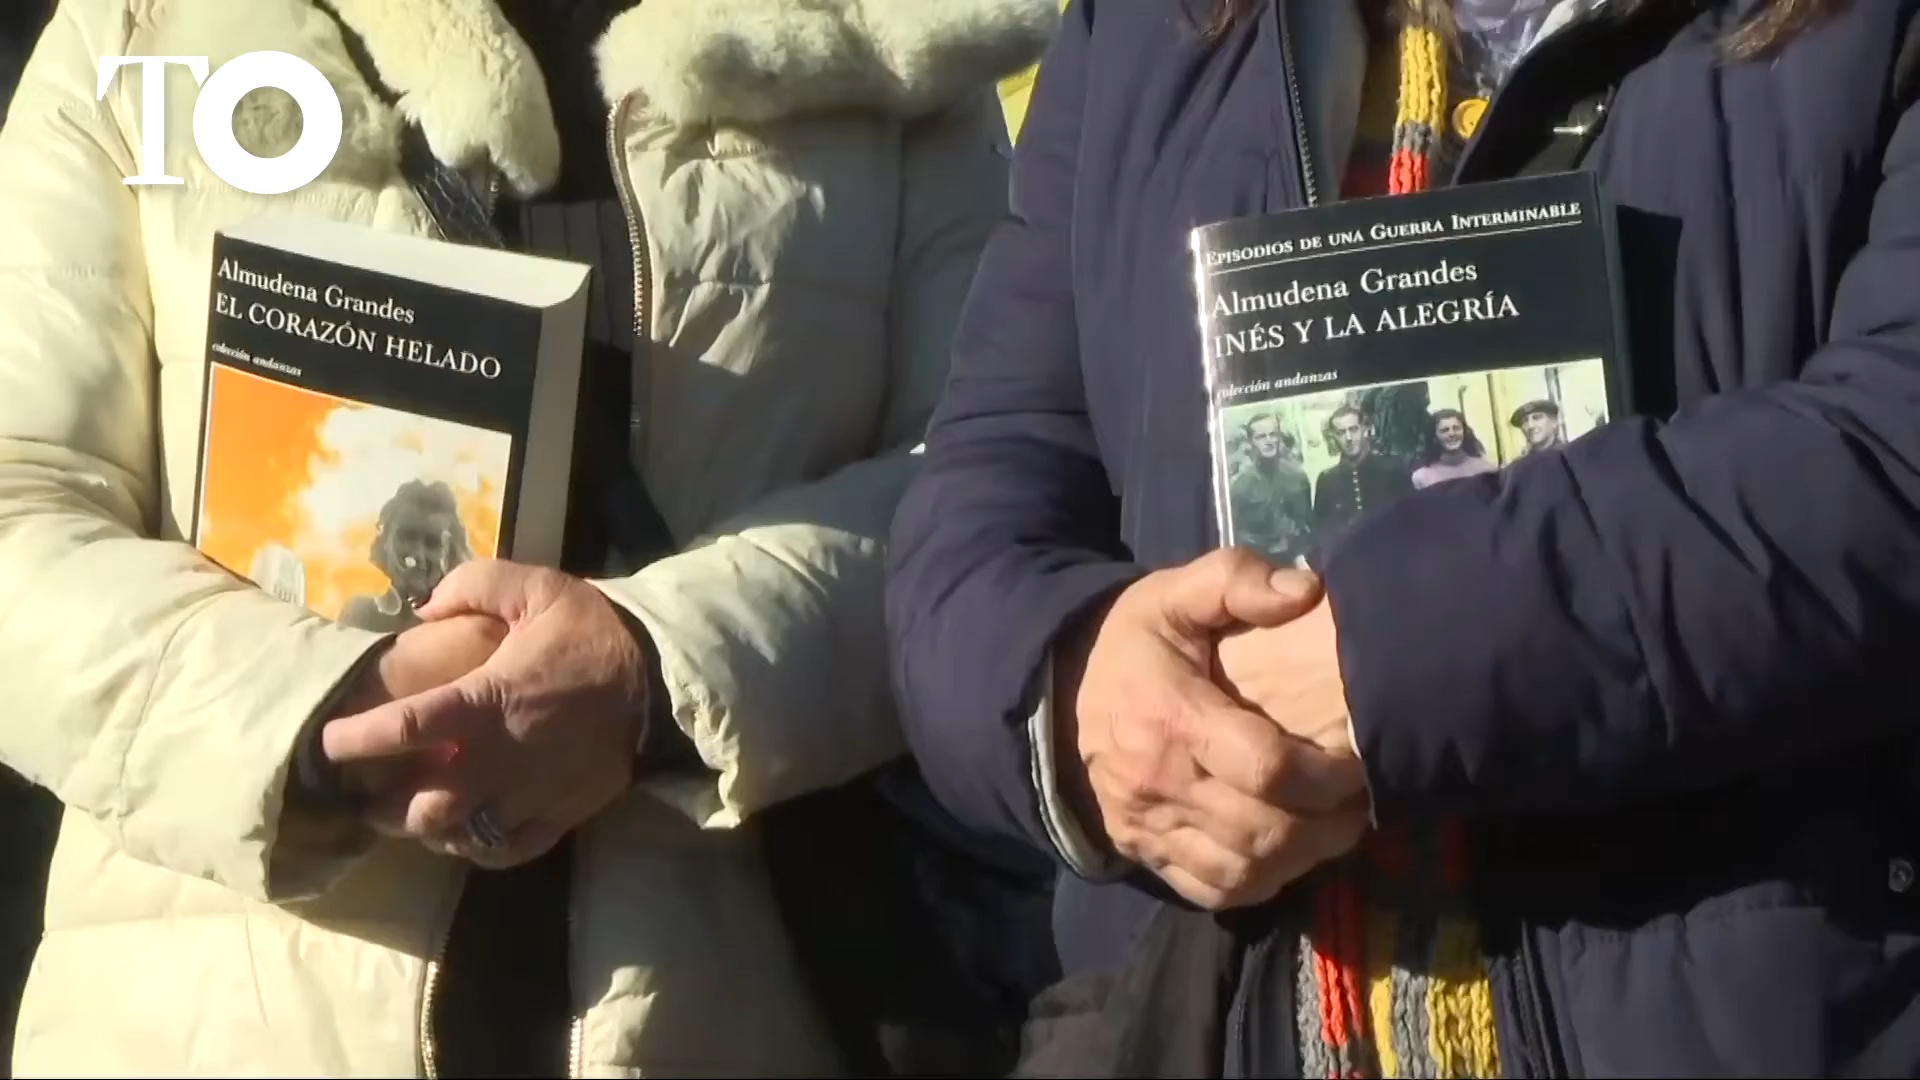 TO
Almudena Grandes
EL CORAZÓN HELADO
colección andanzas
EPISODIOS DE UNA GUERRA INTERMINABLE
Almudena Grandes
INÉS Y LA ALEGRÍA
colección andanzas